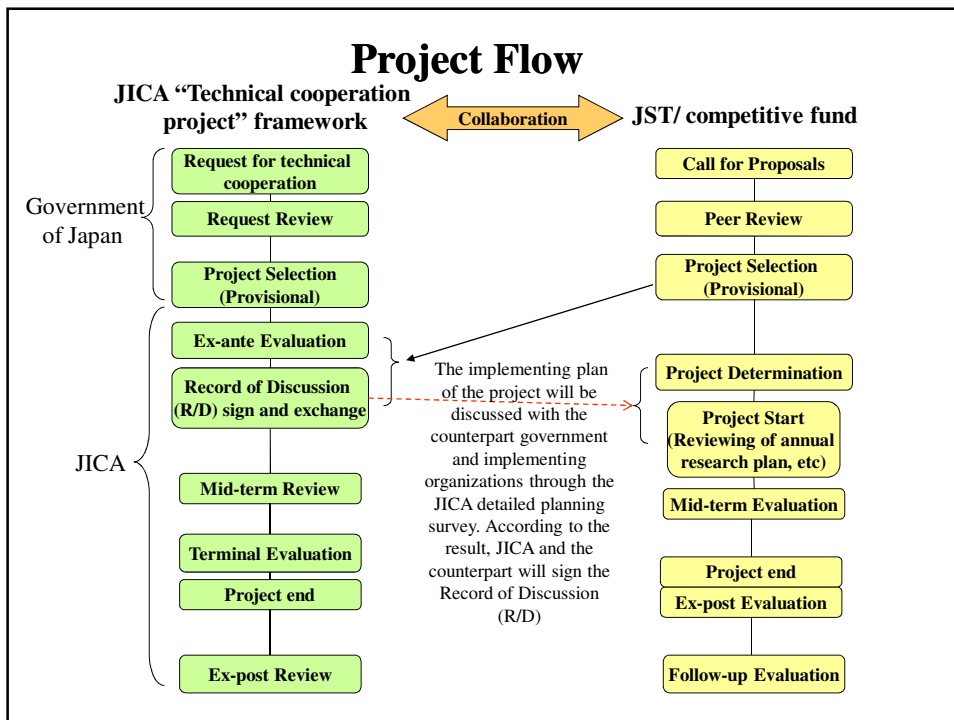 Project Flow
JICA “Technical cooperation
project” framework
Collaboration
JST/ competitive fund
Government
of Japan
Request for technical
cooperation
Request Review
Project Selection
(Provisional)
JICA
Ex-ante Evaluation
Record of Discussion
(R/D) sign and exchange
Mid-term Review
Terminal Evaluation
Project end
Ex-post Review
The implementing plan
of the project will be
discussed with the
counterpart government
and implementing
organizations through the
JICA detailed planning
survey. According to the
result, JICA and the
counterpart will sign the
Record of Discussion
(R/D)
Call for Proposals
Peer Review
Project Selection
(Provisional)
Project Determination
Project Start
(Reviewing of annual
research plan, etc)
Mid-term Evaluation
Project end
Ex-post Evaluation
Follow-up Evaluation